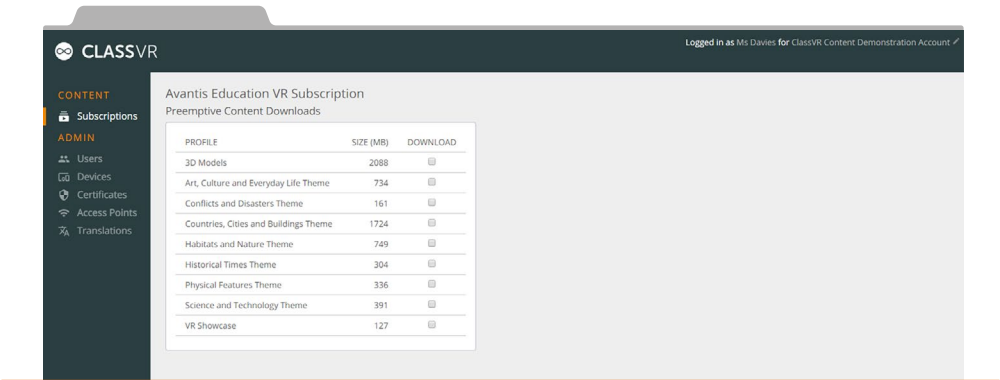 CLASSVR
Logged in as Ms Davies for ClassVR Content Demonstration Account
CONTENT
Subscriptions
ADMIN
Users
Devices
Certificates
Access Points
Translations
Avantis Education VR Subscription
Preemptive Content Downloads
PROFILE SIZE (MB) DOWNLOAD
3D Models 2088
Art, Culture and Everyday Life Theme 734
Conflicts and Disasters Theme 161
Countries, Cities and Buildings Theme 1724
Habitats and Nature Theme 749
Historical Times Theme 304
Physical Features Theme 336
Science and Technology Theme 391
VR Showcase 127